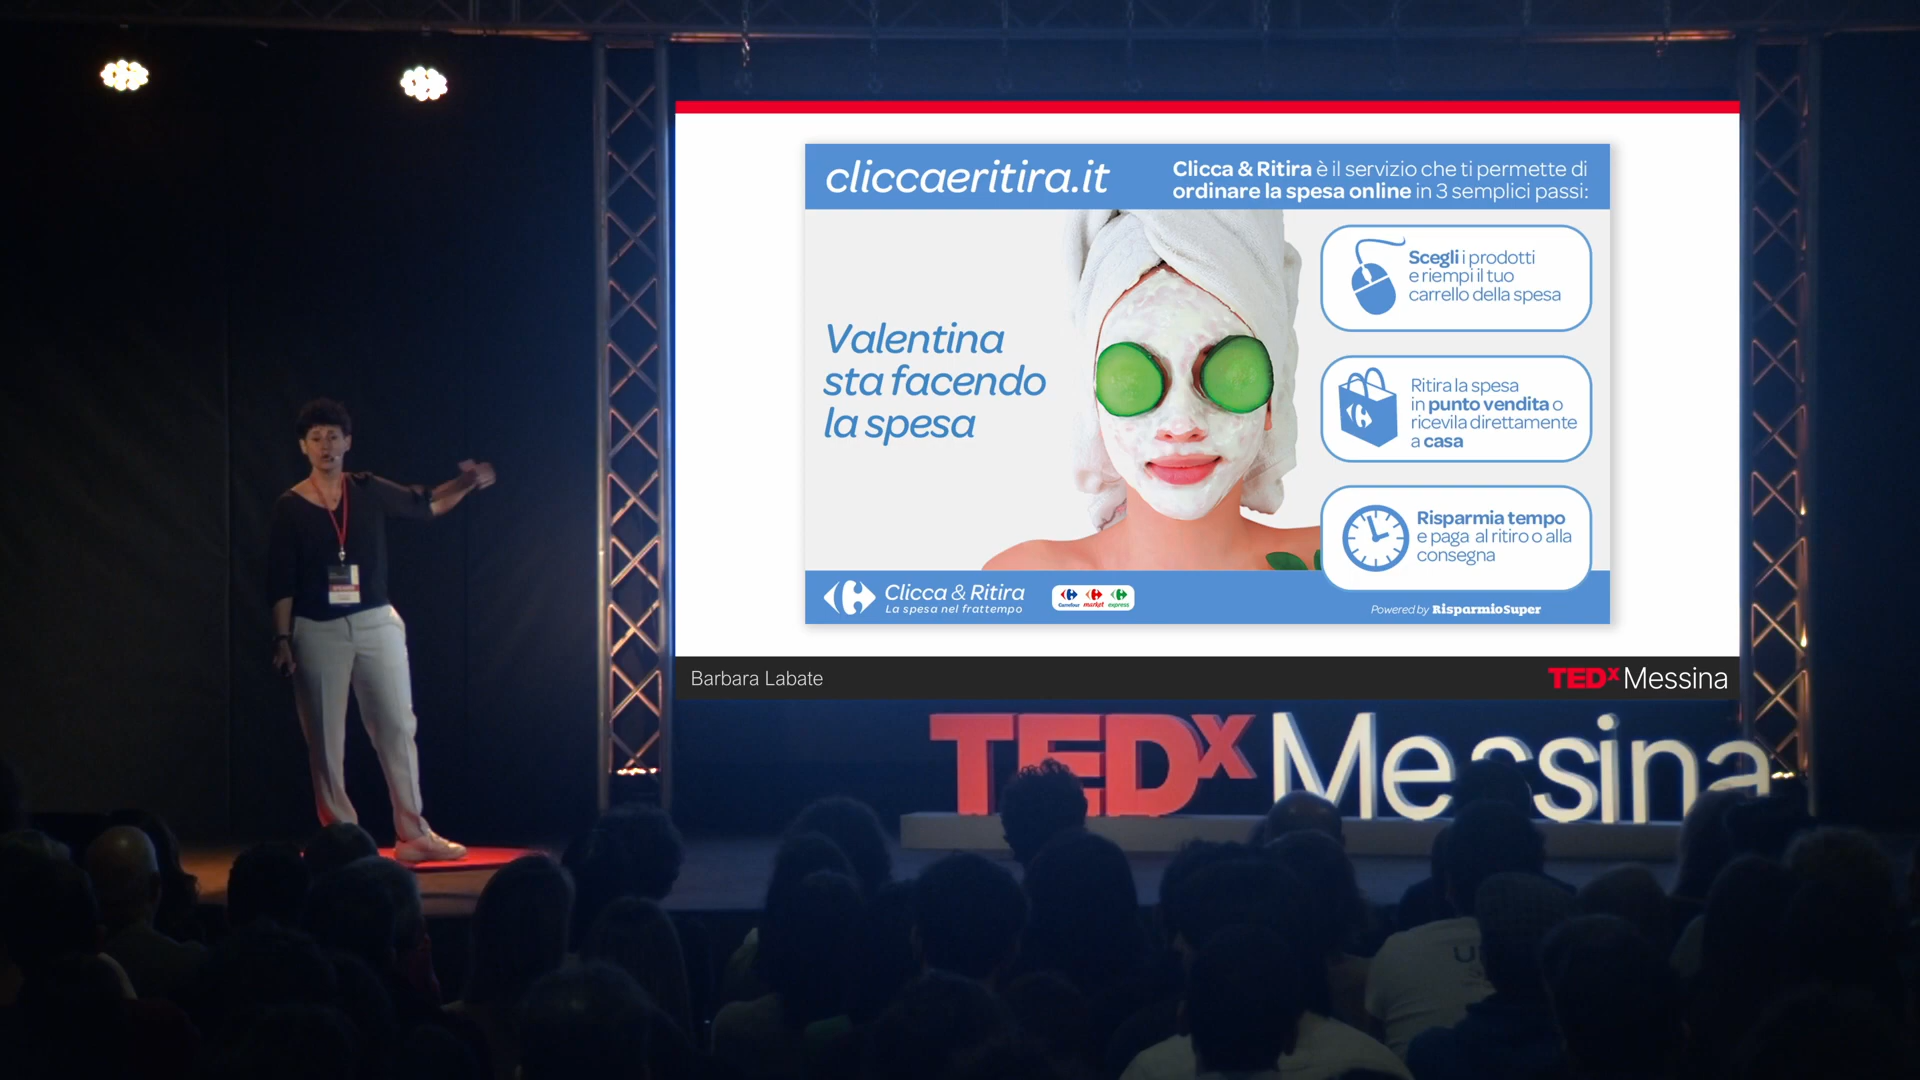 cliccaeritira.it
Clicca & Ritira è il servizio che ti permette di
ordinare la spesa online in 3 semplici passi:
Valentina
sta facendo
la spesa
Scegli i prodotti
e riempi il tuo
carrello della spesa
Ritira la spesa
in punto vendita o
ricevila direttamente
a casa
Risparmia tempo
e paga al ritiro o alla
consegna
Clicca & Ritira
La spesa nel frattempo
Carrefour market express
Powered by RisparmioSuper
Barbara Labate
TEDx Messina
TEDx Messina